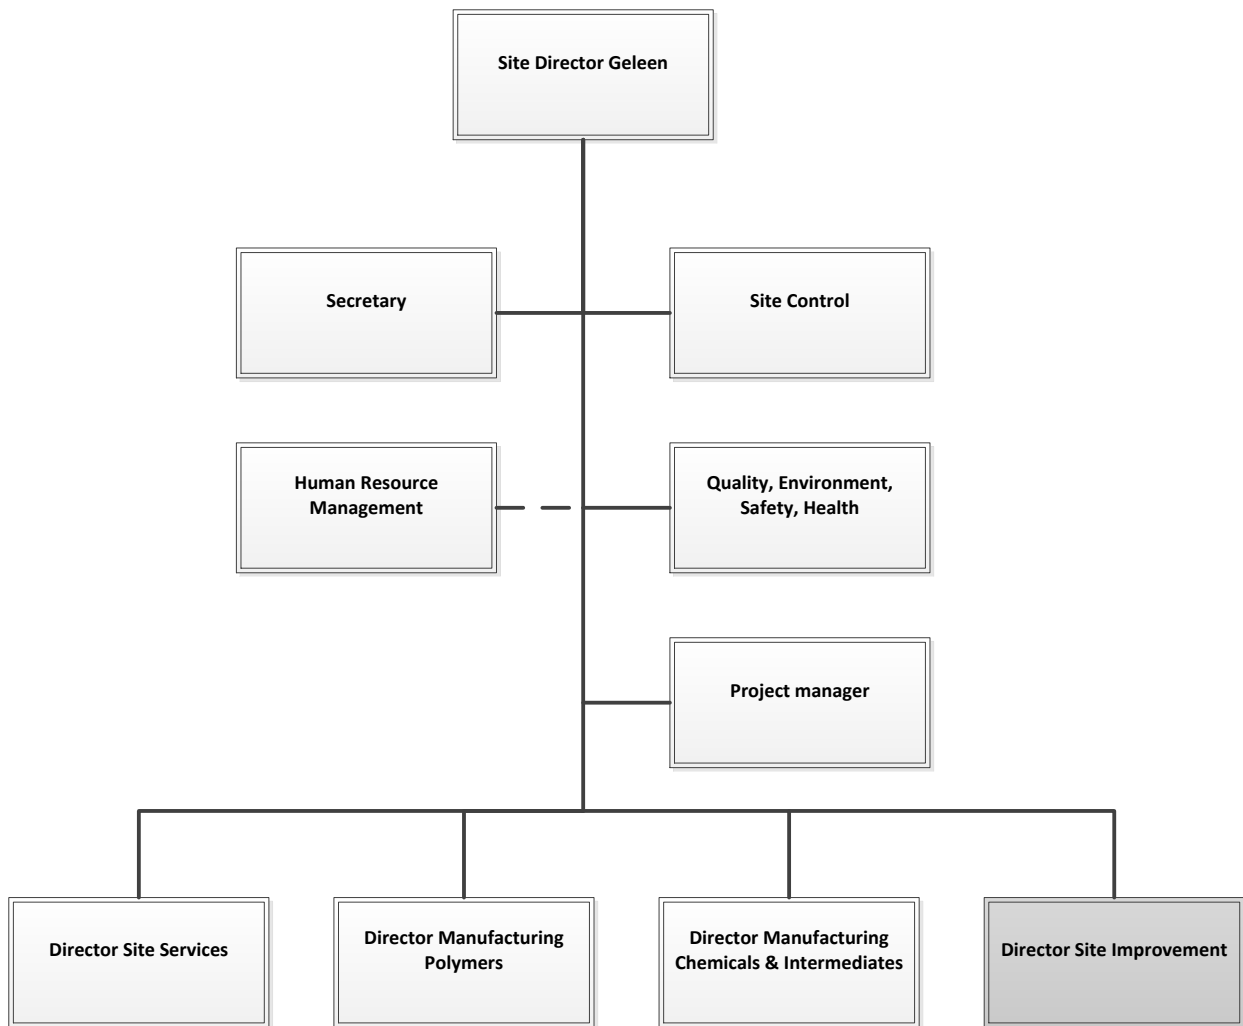 Site Director Geleen
Secretary
Site Control
Human Resource
Management
Quality, Environment,
Safety, Health
Project manager
Director Site Services
Director Manufacturing
Polymers
Director Manufacturing
Chemicals & Intermediates
Director Site Improvement